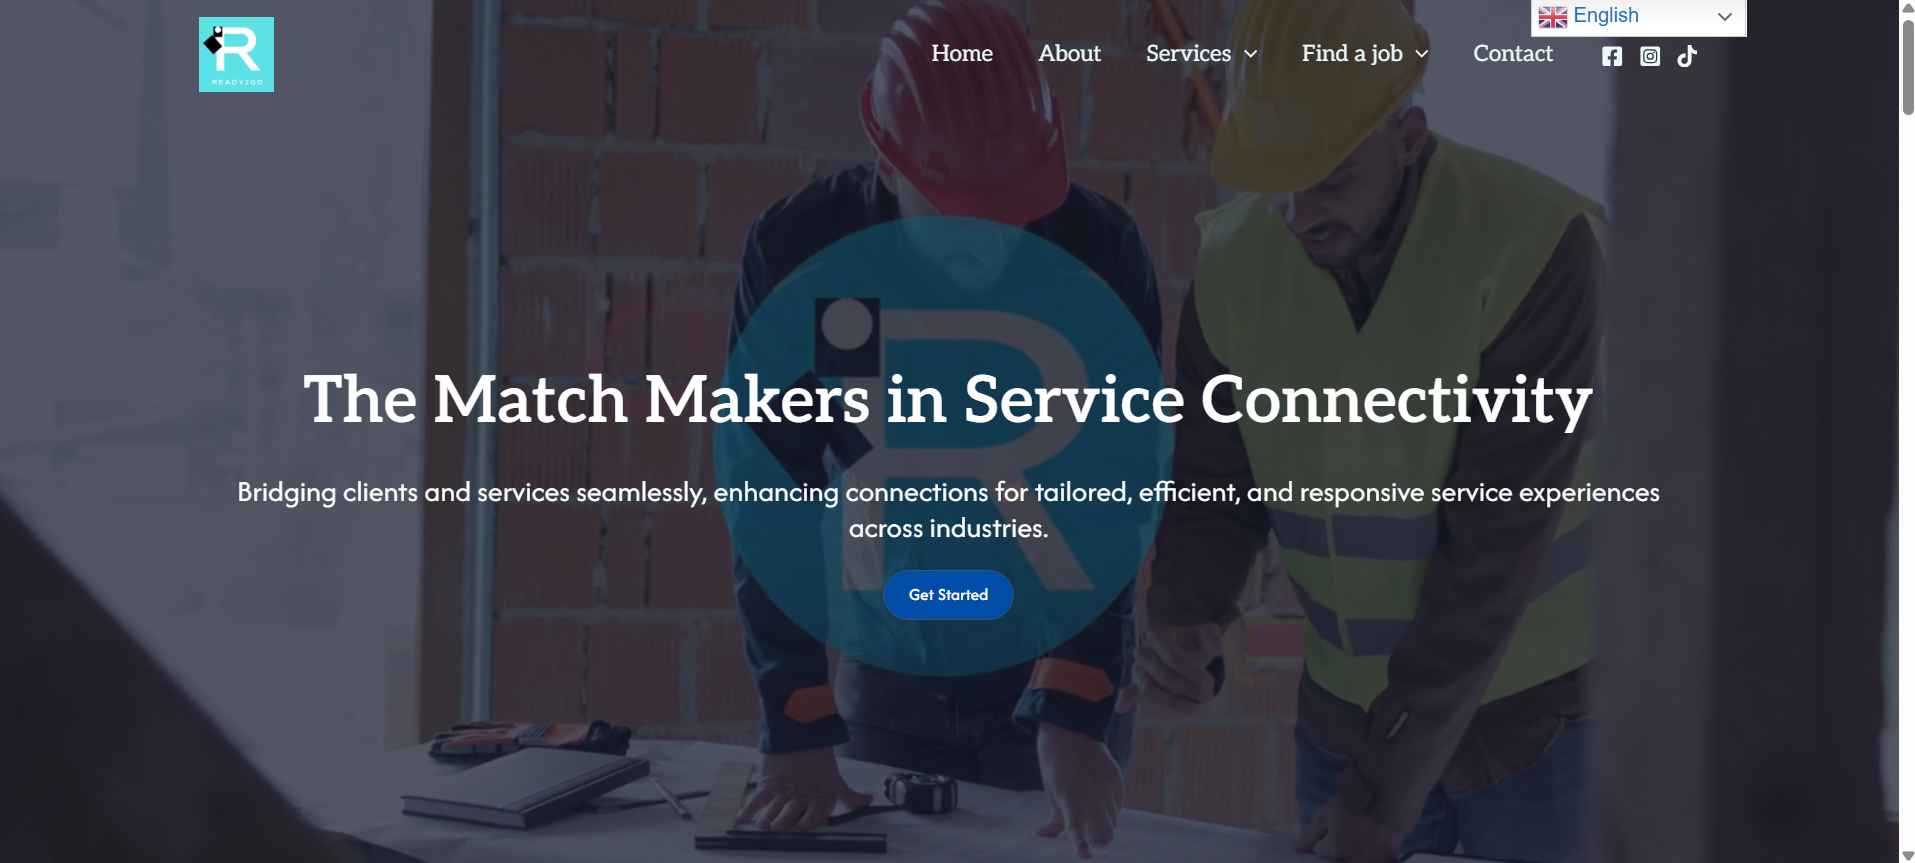 R
READY2GO
Home
About
Services
Find a job
Contact
English
R
The Match Makers in Service Connectivity
Bridging clients and services seamlessly, enhancing connections for tailored, efficient, and responsive service experiences
across industries.
Get Started